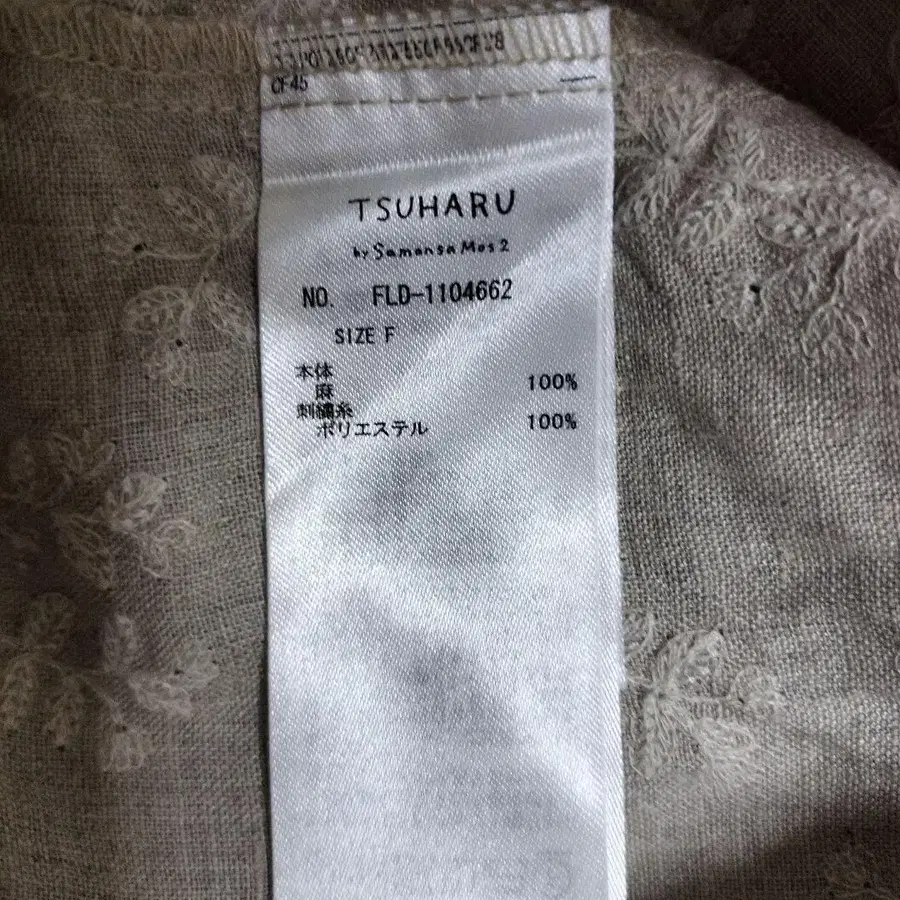 CF45
TSUHARU
by Samansa Mos2
NO. FLD-1104662
SIZE F
本体
麻 100%
刺繍糸
ポリエステル 100%